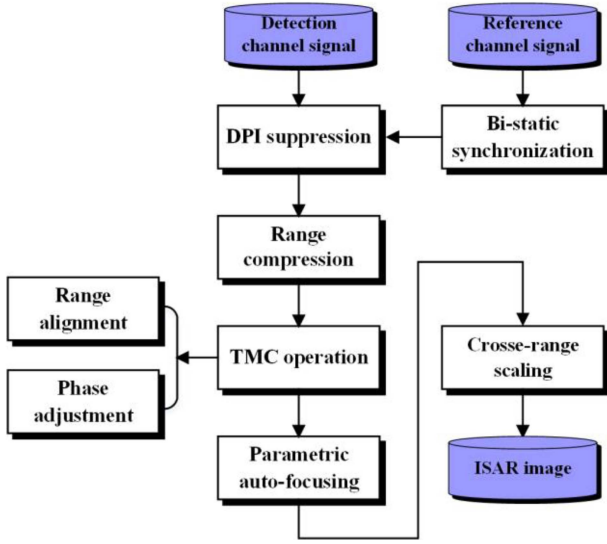 Detection
channel signal
Reference
channel signal
DPI suppression
Bi-static
synchronization
Range
compression
Range
alignment
TMC operation
Crosse-range
scaling
Phase
adjustment
Parametric
auto-focusing
ISAR image